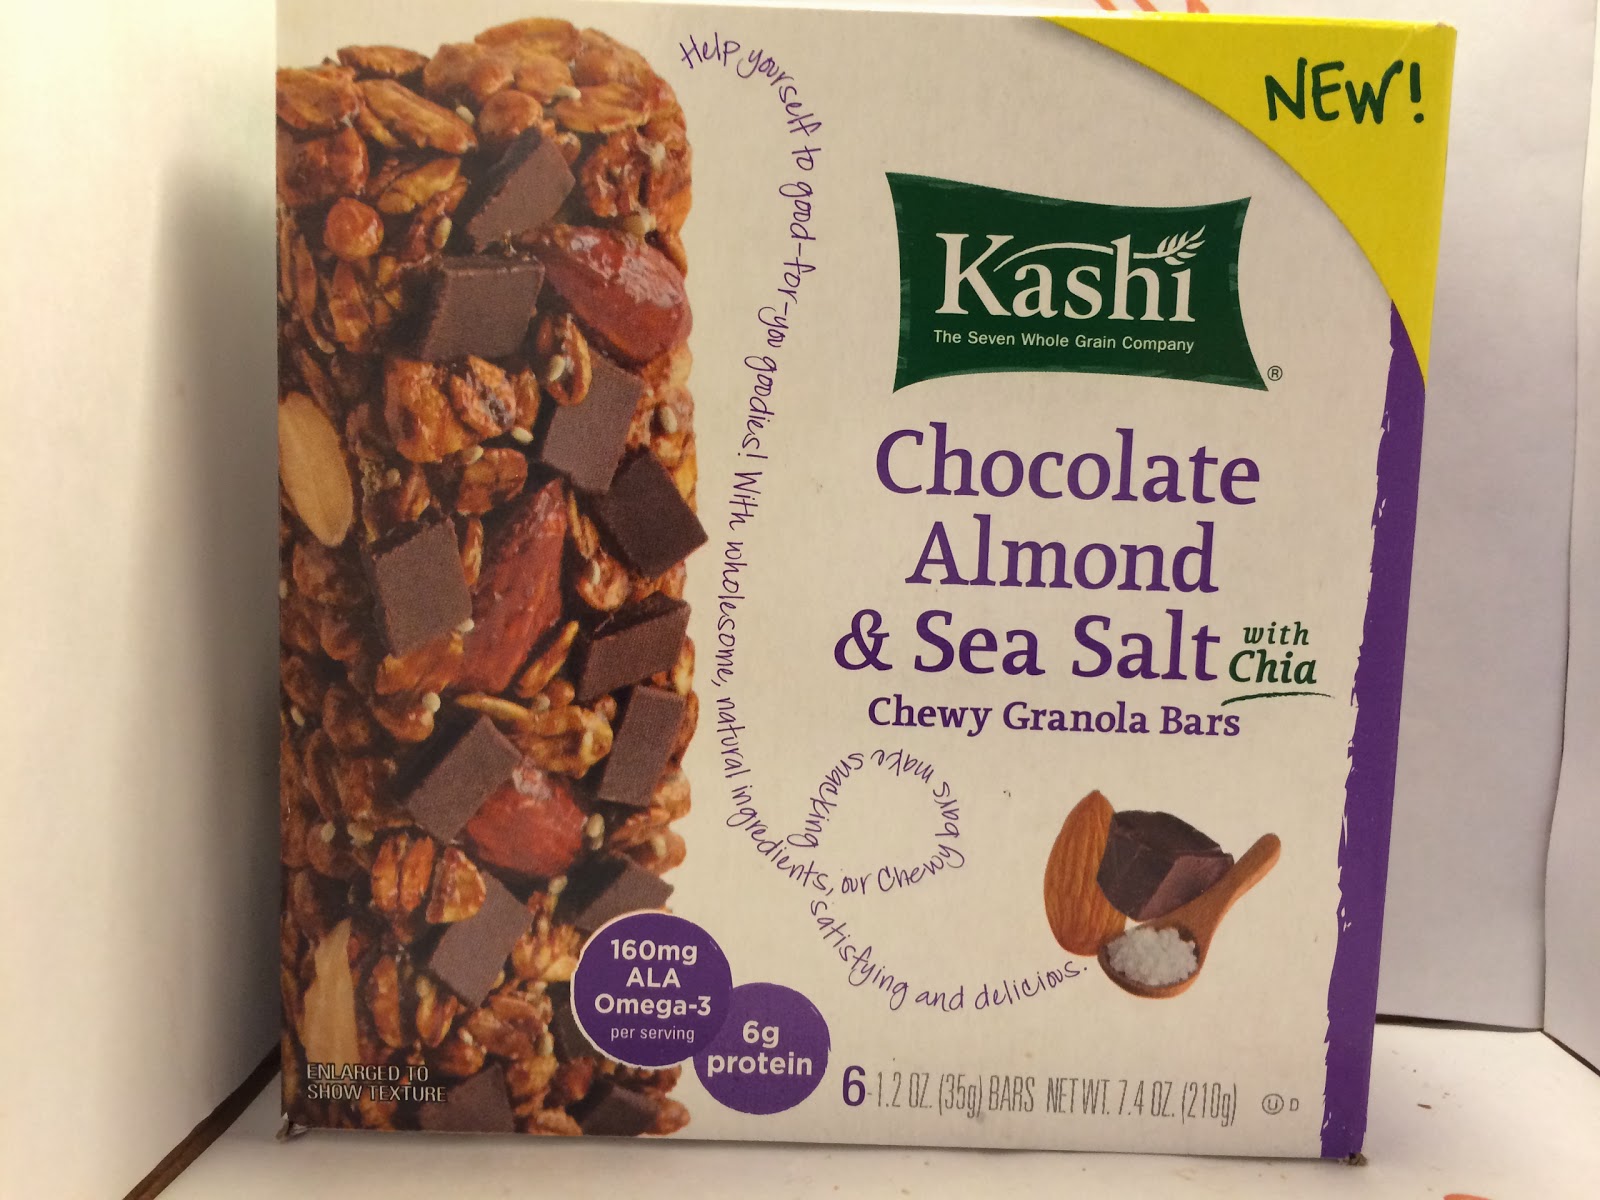 NEW!
Kashi
The Seven Whole Grain Company
®
Chocolate
Almond
& Sea Salt
with
Chia
Chewy Granola Bars
Help yourself to good-for-you goodies! With wholesome, natural ingredients, our chewy bars make snacking satisfying and delicious.
160mg
ALA
Omega-3
per serving
6g
protein
ENLARGED TO
SHOW TEXTURE
6-1.2 OZ. (35g) BARS NET WT. 7.4 OZ. (210g) U D